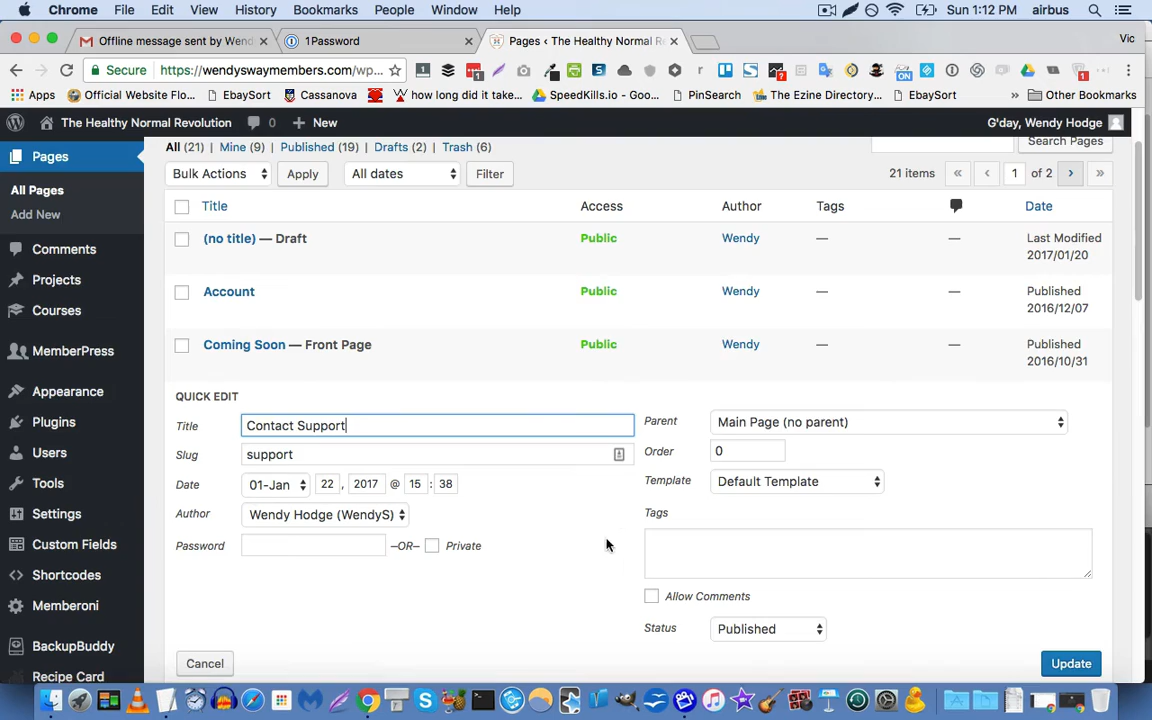 Chrome File Edit View History Bookmarks People Window Help Sun 1:12 PM airbus
Offline message sent by Wend × 1Password × Pages ‹ The Healthy Normal R × Vic
Secure https://wendyswaymembers.com/wp...
Apps Official Website Flo... EbaySort Cassanova how long did it take... SpeedKills.io - Goo... PinSearch The Ezine Directory... EbaySort » Other Bookmarks
The Healthy Normal Revolution 0 + New G'day, Wendy Hodge
Pages
All Pages
Add New
Comments
Projects
Courses
MemberPress
Appearance
Plugins
Users
Tools
Settings
Custom Fields
Shortcodes
Memberoni
BackupBuddy
Recipe Card
All (21) | Mine (9) | Published (19) | Drafts (2) | Trash (6) Search Pages
Bulk Actions Apply All dates Filter 21 items « ‹ 1 of 2 › »
Title Access Author Tags Date
(no title) — Draft Public Wendy — — Last Modified
2017/01/20
Account Public Wendy — — Published
2016/12/07
Coming Soon — Front Page Public Wendy — — Published
2016/10/31
QUICK EDIT
Title Contact Support Parent Main Page (no parent)
Slug support Order 0
Date 01-Jan 22 , 2017 @ 15 : 38 Template Default Template
Author Wendy Hodge (WendyS) Tags
Password –OR– Private
Allow Comments
Status Published
Cancel Update